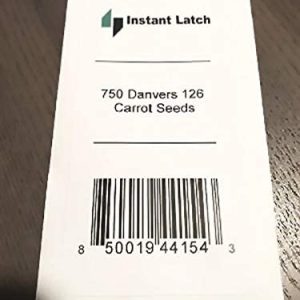 Instant Latch
750 Danvers 126
Carrot Seeds
8 50019 44154 3